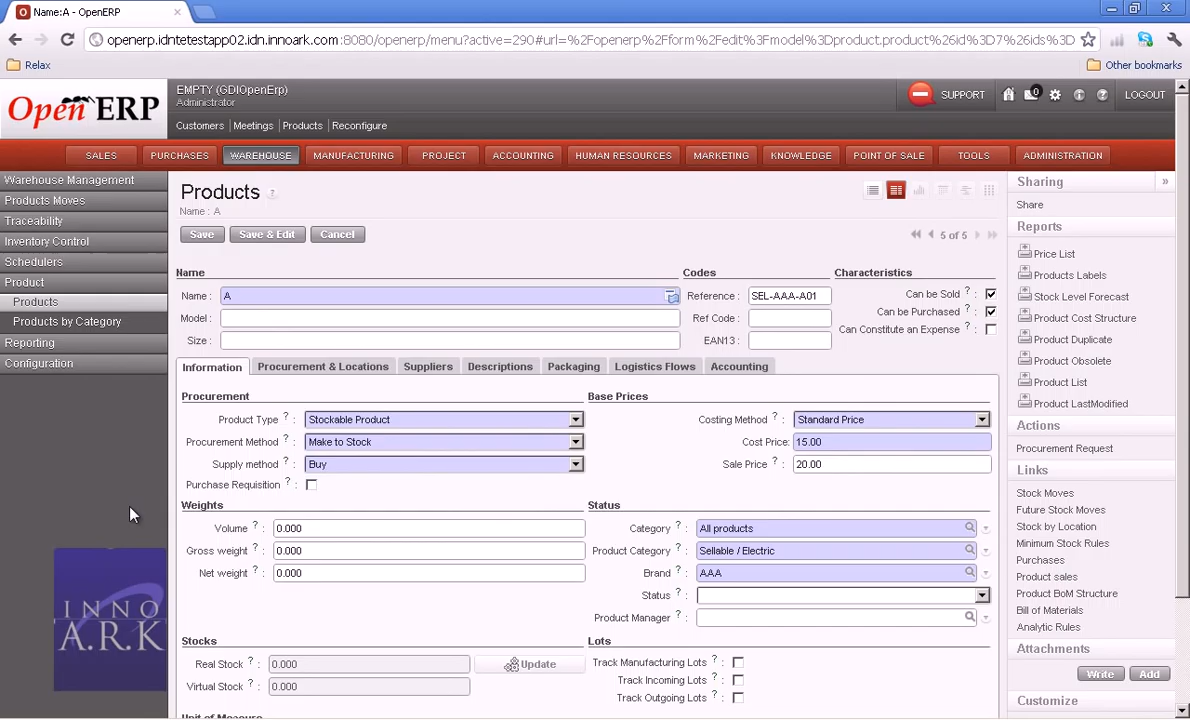 Name:A - OpenERP
openerp.idntetestapp02.idn.innoark.com:8080/openerp/menu?active=290#url=%2Fopenerp%2Fform%2Fedit%3Fmodel%3Dproduct.product%26id%3D7%26ids%3D
Relax
Other bookmarks
Open ERP
EMPTY (GDIOpenErp)
Administrator
SUPPORT
0
LOGOUT
Customers
Meetings
Products
Reconfigure
SALES
PURCHASES
WAREHOUSE
MANUFACTURING
PROJECT
ACCOUNTING
HUMAN RESOURCES
MARKETING
KNOWLEDGE
POINT OF SALE
TOOLS
ADMINISTRATION
Warehouse Management
Products Moves
Traceability
Inventory Control
Schedulers
Product
Products
Products by Category
Reporting
Configuration
INNO
A.R.K
Products ?
Name : A
Save
Save & Edit
Cancel
5 of 5
Name
Name : A
Model :
Size :
Codes
Reference : SEL-AAA-A01
Ref Code :
EAN13 :
Characteristics
Can be Sold ? :
Can be Purchased ? :
Can Constitute an Expense ? :
Information
Procurement & Locations
Suppliers
Descriptions
Packaging
Logistics Flows
Accounting
Procurement
Product Type ? : Stockable Product
Procurement Method ? : Make to Stock
Supply method ? : Buy
Purchase Requisition ? :
Base Prices
Costing Method ? : Standard Price
Cost Price: 15.00
Sale Price ? : 20.00
Weights
Volume ? : 0.000
Gross weight ? : 0.000
Net weight ? : 0.000
Status
Category ? : All products
Product Category ? : Sellable / Electric
Brand ? : AAA
Status ? :
Product Manager ? :
Stocks
Real Stock ? : 0.000
Update
Virtual Stock ? : 0.000
Lots
Track Manufacturing Lots ? :
Track Incoming Lots ? :
Track Outgoing Lots ? :
Unit of Measure
Sharing »
Share
Reports
Price List
Products Labels
Stock Level Forecast
Product Cost Structure
Product Duplicate
Product Obsolete
Product List
Product LastModified
Actions
Procurement Request
Links
Stock Moves
Future Stock Moves
Stock by Location
Minimum Stock Rules
Purchases
Product sales
Product BoM Structure
Bill of Materials
Analytic Rules
Attachments
Write
Add
Customize